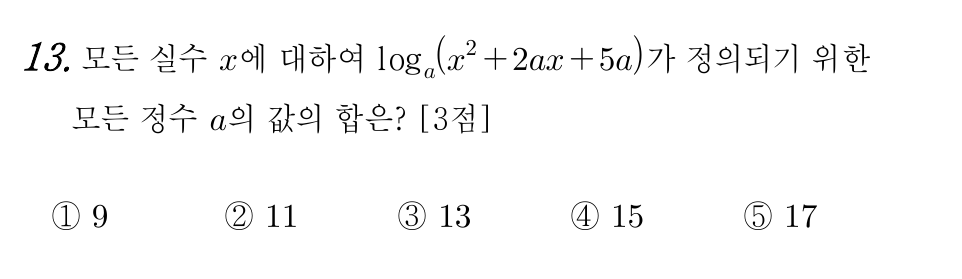 13. 모든 실수 x에 대하여 logₐ(x²+2ax+5a)가 정의되기 위한
모든 정수 a의 값의 합은? [3점]
① 9 ② 11 ③ 13 ④ 15 ⑤ 17